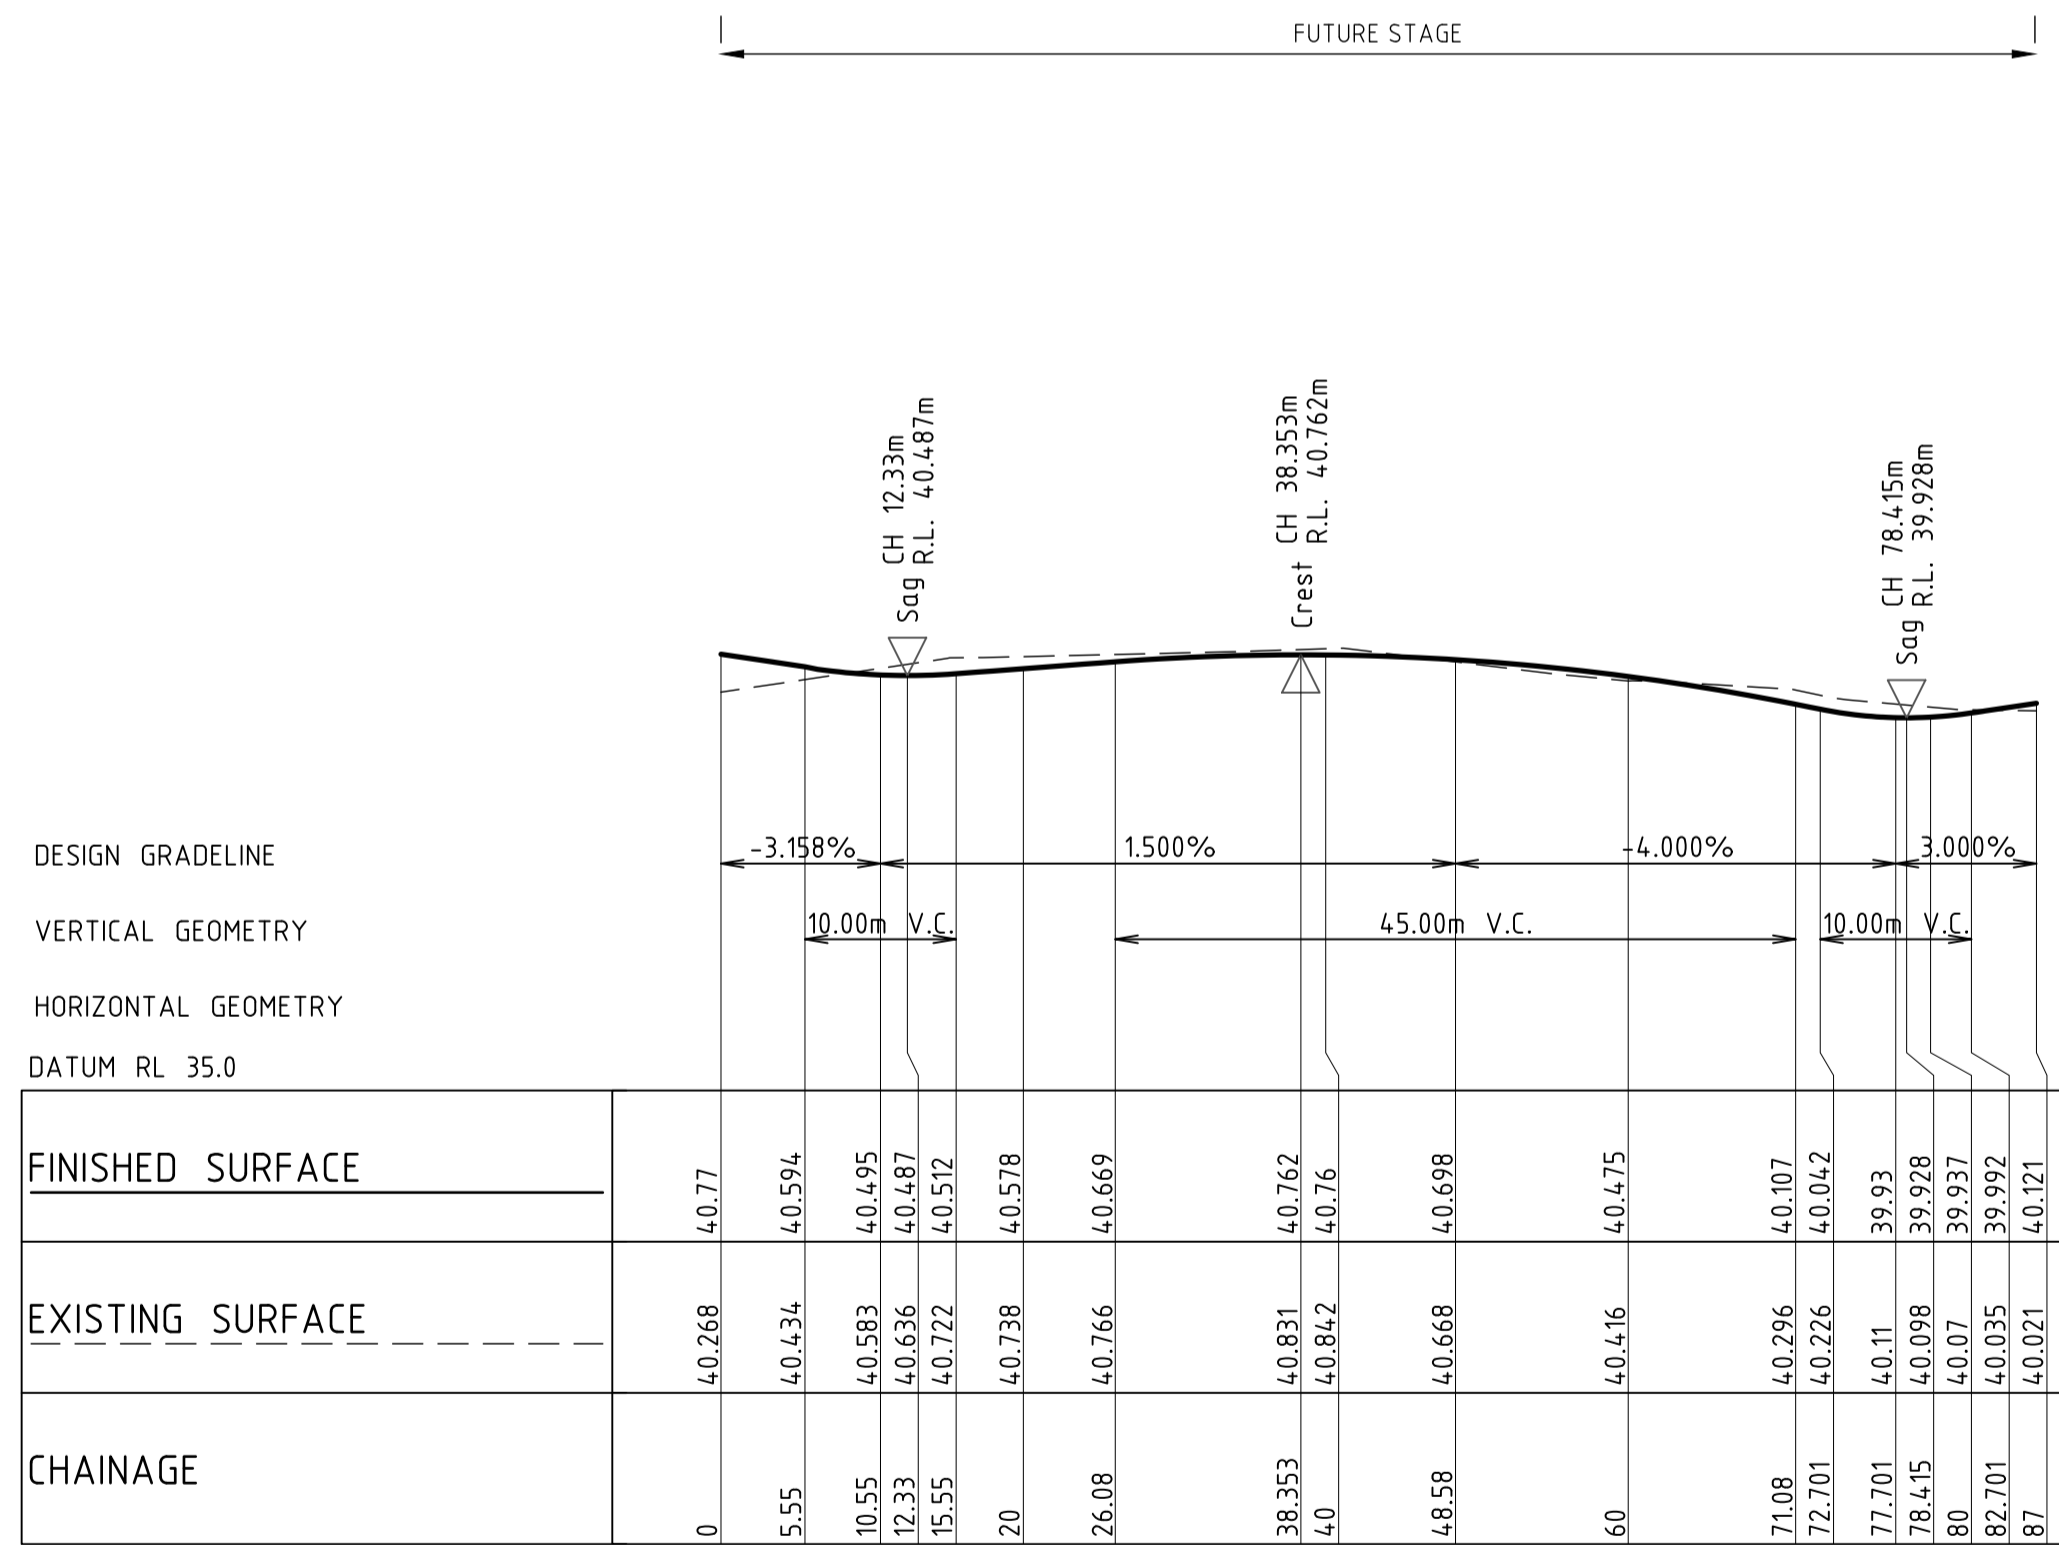 FUTURE STAGE
Sag CH 12.33m
R.L. 40.487m
Crest CH 38.353m
R.L. 40.762m
Sag CH 78.415m
R.L. 39.928m
DESIGN GRADELINE -3.158% 1.500% -4.000% 3.000%
VERTICAL GEOMETRY 10.00m V.C. 45.00m V.C. 10.00m V.C.
HORIZONTAL GEOMETRY
DATUM RL 35.0
FINISHED SURFACE 40.77 40.594 40.495 40.487 40.512 40.578 40.669 40.762 40.76 40.698 40.475 40.107 40.042 39.93 39.928 39.937 39.992 40.121
EXISTING SURFACE 40.268 40.434 40.583 40.636 40.722 40.738 40.766 40.831 40.842 40.668 40.416 40.296 40.226 40.11 40.098 40.07 40.035 40.021
CHAINAGE 0 5.55 10.55 12.33 15.55 20 26.08 38.353 40 48.58 60 71.08 72.701 77.701 78.415 80 82.701 87